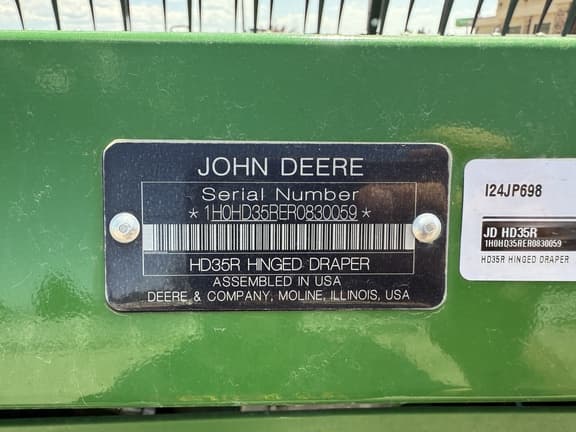 JOHN DEERE
Serial Number
*1H0HD35RER0830059*
HD35R HINGED DRAPER
ASSEMBLED IN USA
DEERE & COMPANY, MOLINE, ILLINOIS, USA
I24JP698
JD HD35R
1H0HD35RER0830059
HD35R HINGED DRAPER